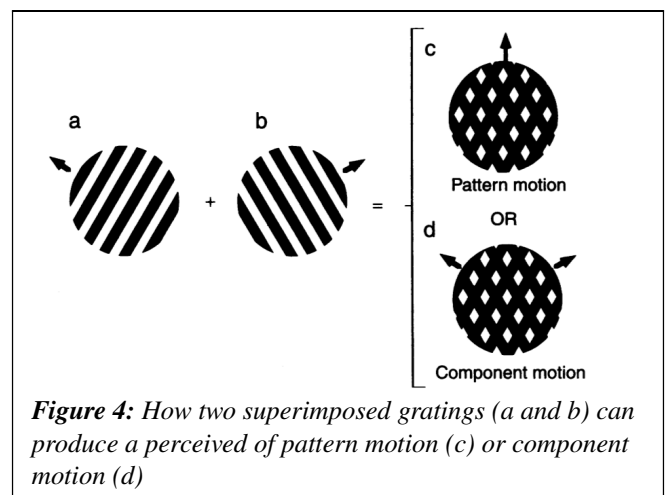 c
a
b
+
=
Pattern motion
OR
d
Component motion
Figure 4: How two superimposed gratings (a and b) can
produce a perceived of pattern motion (c) or component
motion (d)